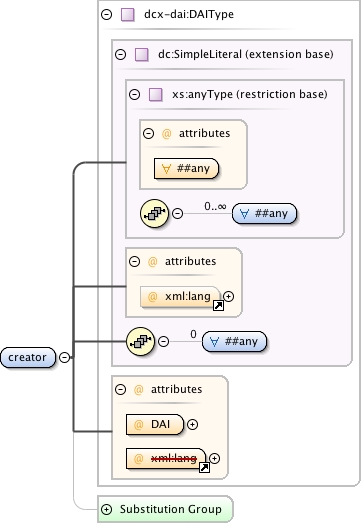 dcx-dai:DAIType
dc:SimpleLiteral (extension base)
xs:anyType (restriction base)
@ attributes
∀ ##any
0..∞ ∀ ##any
@ attributes
@ xml:lang
creator
0 ∀ ##any
@ attributes
@ DAI
@ xml:lang
Substitution Group